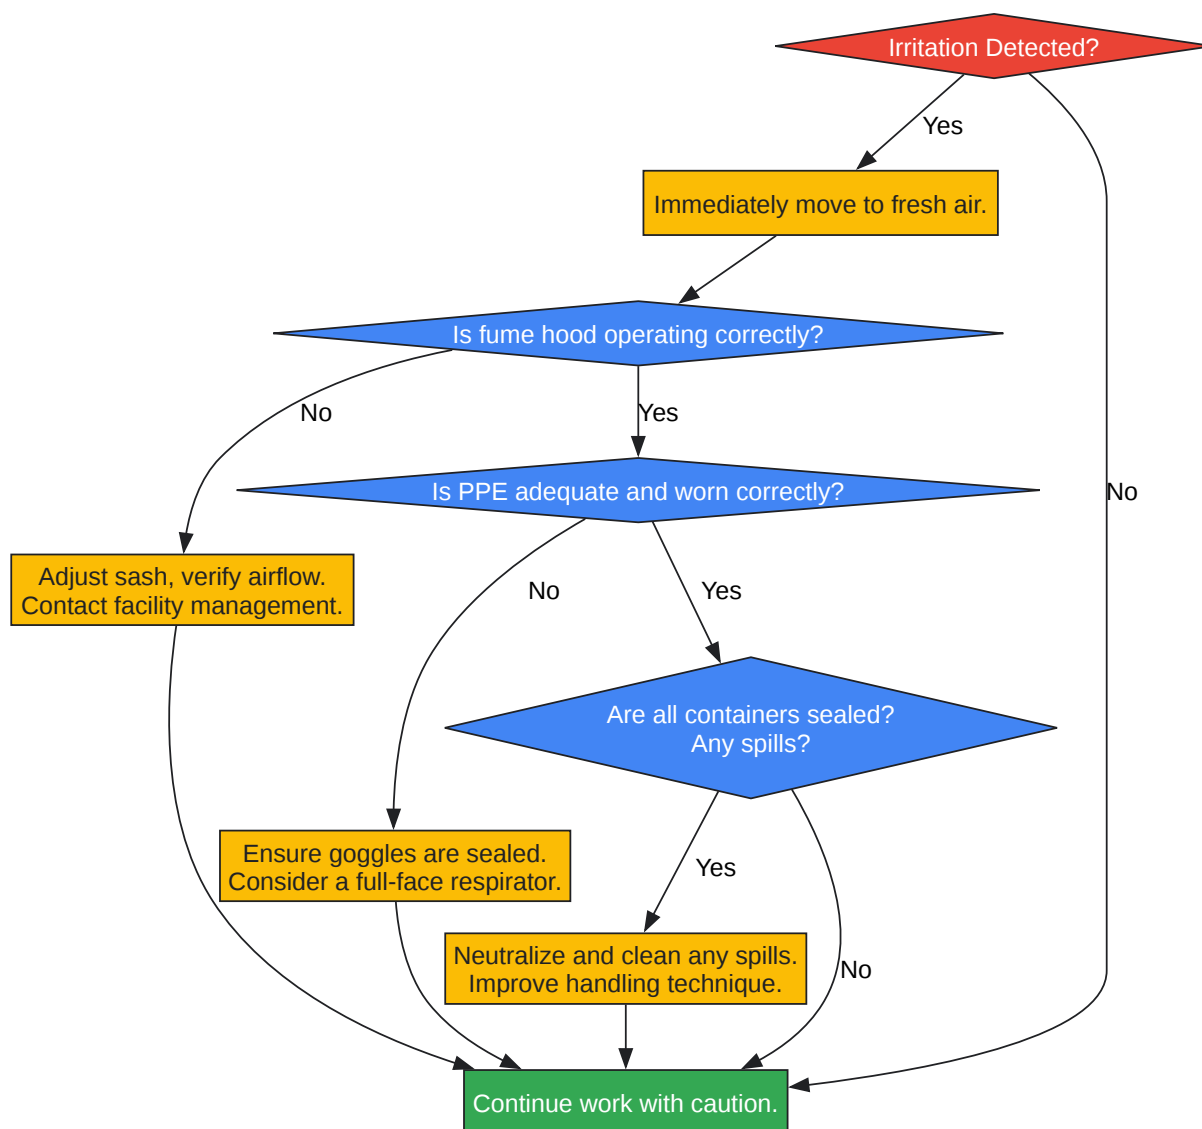 Irritation Detected?
Yes
Immediately move to fresh air.
Is fume hood operating correctly?
No
Yes
Is PPE adequate and worn correctly?
No
Adjust sash, verify airflow.
Contact facility management.
No
Yes
Are all containers sealed?
Any spills?
Ensure goggles are sealed.
Consider a full-face respirator.
Yes
Neutralize and clean any spills.
Improve handling technique.
No
Continue work with caution.